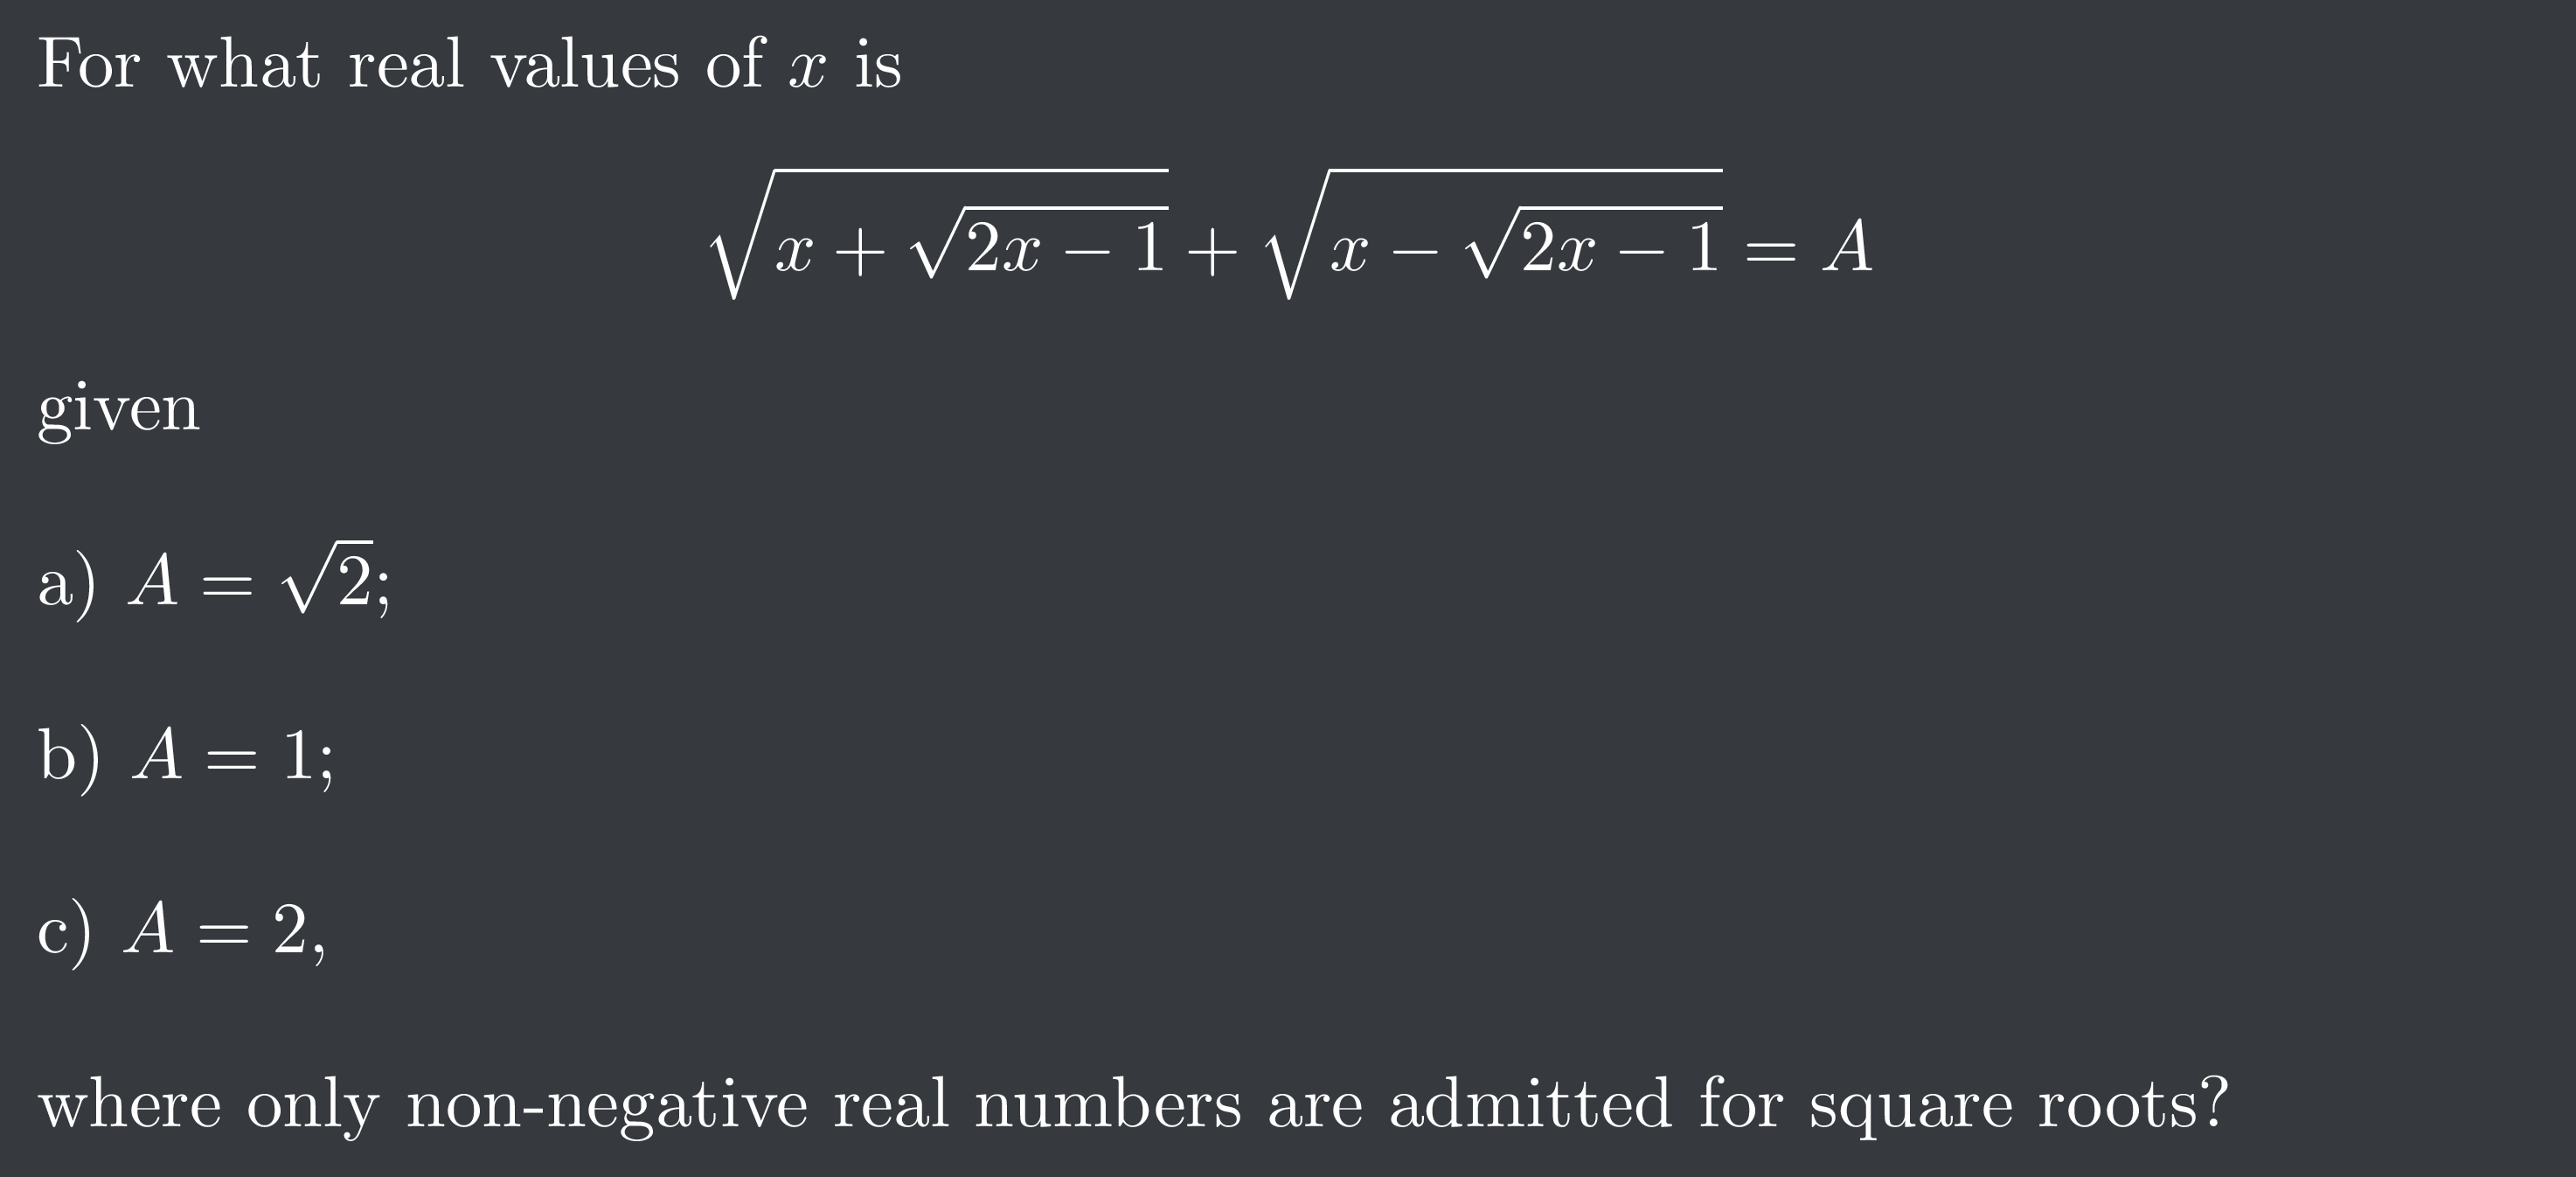 For what real values of x is
√(x + √(2x − 1)) + √(x − √(2x − 1)) = A
given
a) A = √2;
b) A = 1;
c) A = 2,
where only non-negative real numbers are admitted for square roots?